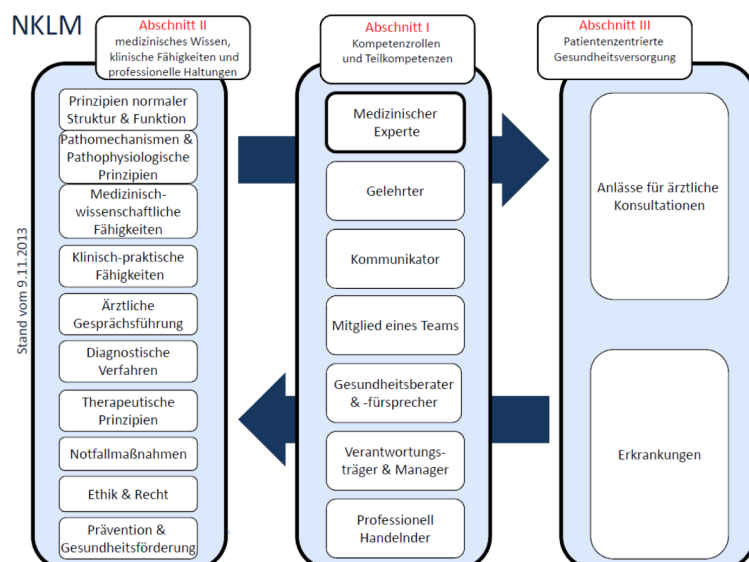 NKLM
Abschnitt II
medizinisches Wissen,
klinische Fähigkeiten und
professionelle Haltungen
Prinzipien normaler
Struktur & Funktion
Pathomechanismen &
Pathophysiologische
Prinzipien
Medizinisch-
wissenschaftliche
Fähigkeiten
Klinisch-praktische
Fähigkeiten
Ärztliche
Gesprächsführung
Diagnostische
Verfahren
Therapeutische
Prinzipien
Notfallmaßnahmen
Ethik & Recht
Prävention &
Gesundheitsförderung
Abschnitt I
Kompetenzrollen
und Teilkompetenzen
Medizinischer
Experte
Gelehrter
Kommunikator
Mitglied eines Teams
Gesundheitsberater
& -fürsprecher
Verantwortungs-
träger & Manager
Professionell
Handelnder
Abschnitt III
Patientenzentrierte
Gesundheitsversorgung
Anlässe für ärztliche
Konsultationen
Erkrankungen
Stand vom 9.11.2013